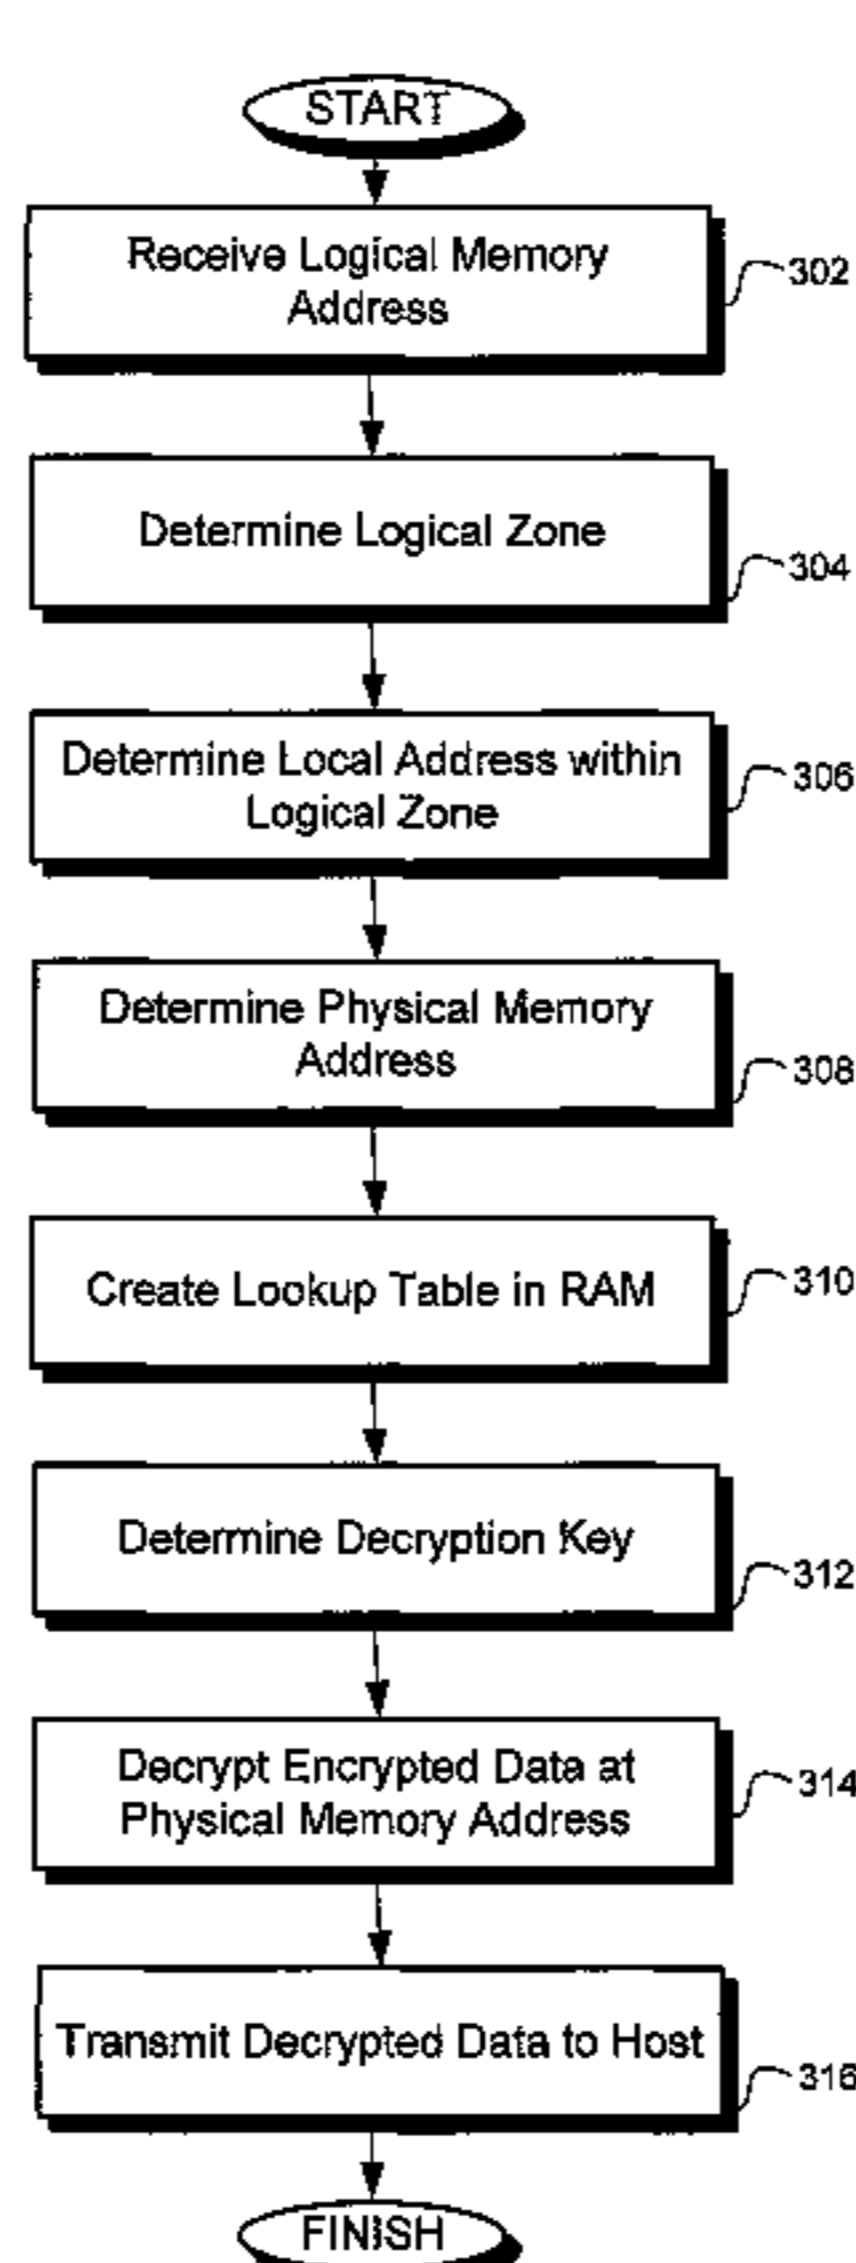 START
Receive Logical Memory
Address
302
Determine Logical Zone
304
Determine Local Address within
Logical Zone
306
Determine Physical Memory
Address
308
Create Lookup Table in RAM
310
Determine Decryption Key
312
Decrypt Encrypted Data at
Physical Memory Address
314
Transmit Decrypted Data to Host
316
FINISH